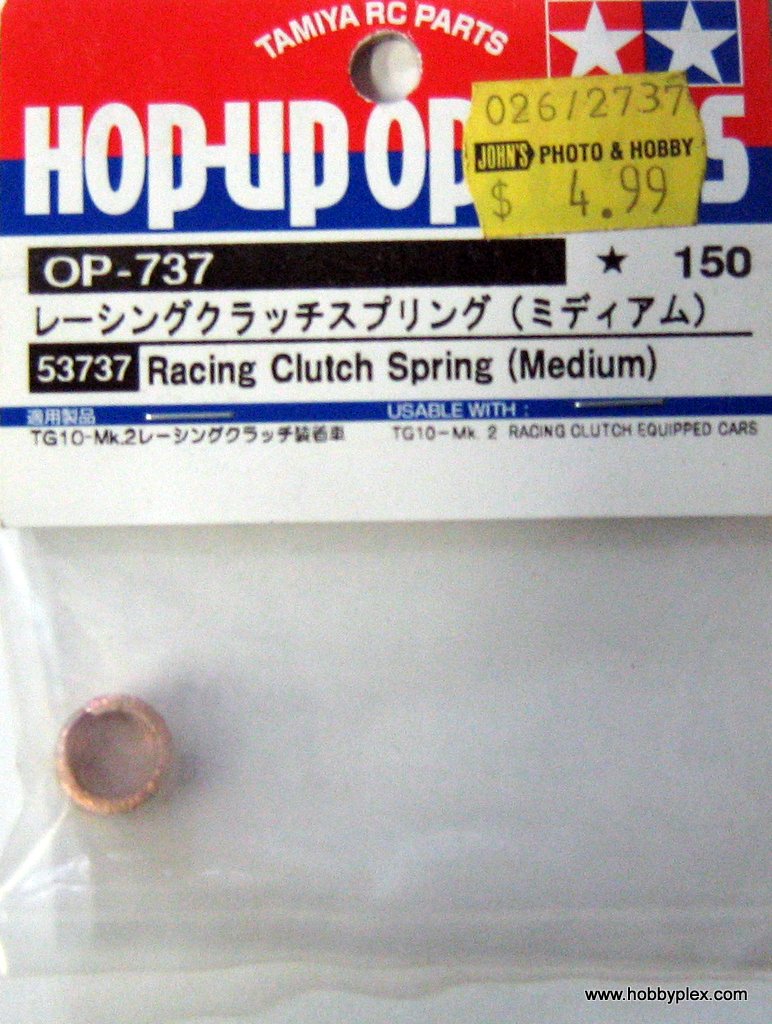 TAMIYA RC PARTS
HOP-UP OP S
026/2737
JOHN'S PHOTO & HOBBY
$ 4.99
OP-737 ★ 150
レーシングクラッチスプリング(ミディアム)
53737 Racing Clutch Spring (Medium)
適用製品 USABLE WITH :
TG10-Mk.2レーシングクラッチ装着車 TG10-Mk. 2 RACING CLUTCH EQUIPPED CARS
www.hobbyplex.com